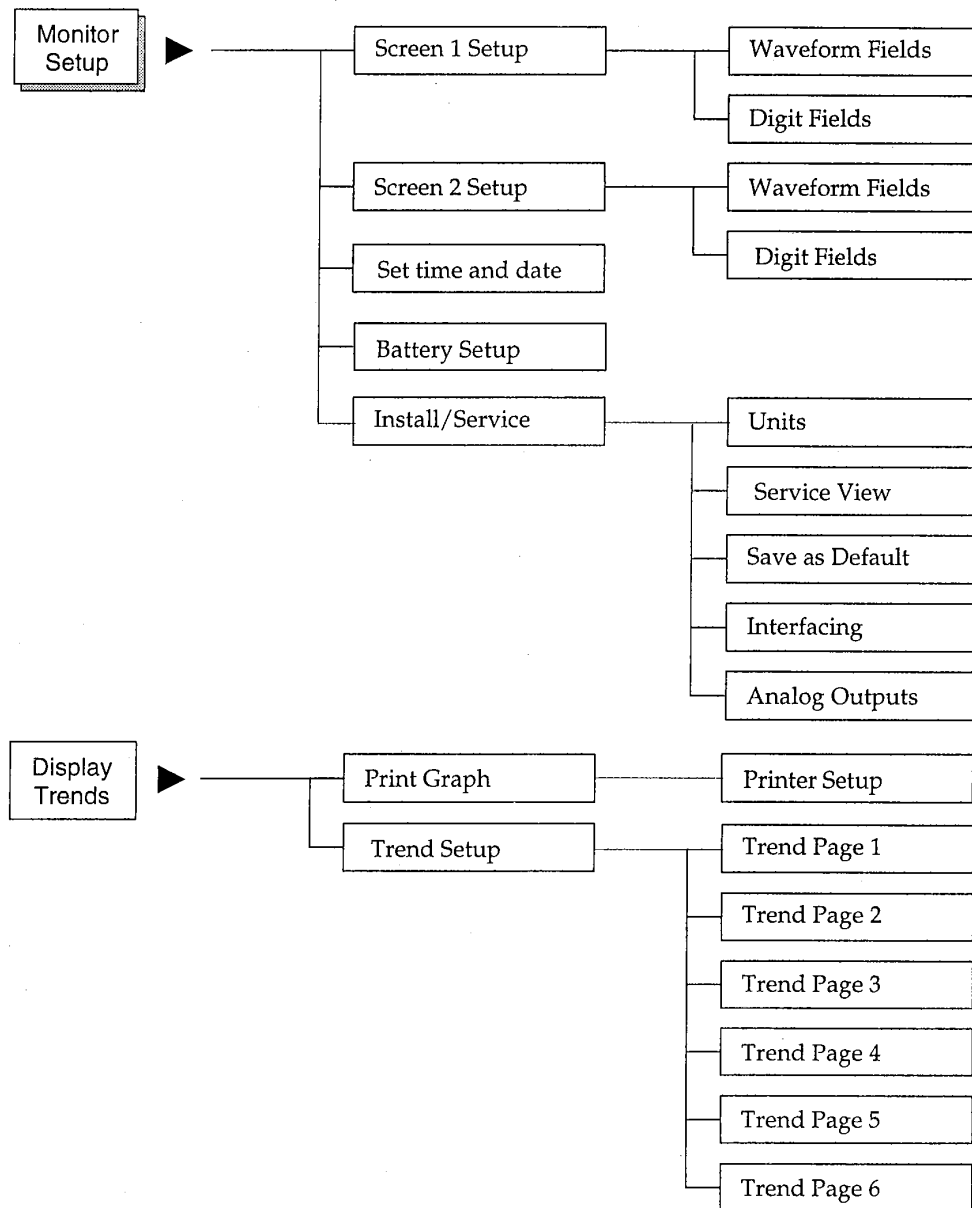 Monitor
Setup
Screen 1 Setup
Waveform Fields
Digit Fields
Screen 2 Setup
Waveform Fields
Digit Fields
Set time and date
Battery Setup
Install/Service
Units
Service View
Save as Default
Interfacing
Analog Outputs
Display
Trends
Print Graph
Printer Setup
Trend Setup
Trend Page 1
Trend Page 2
Trend Page 3
Trend Page 4
Trend Page 5
Trend Page 6